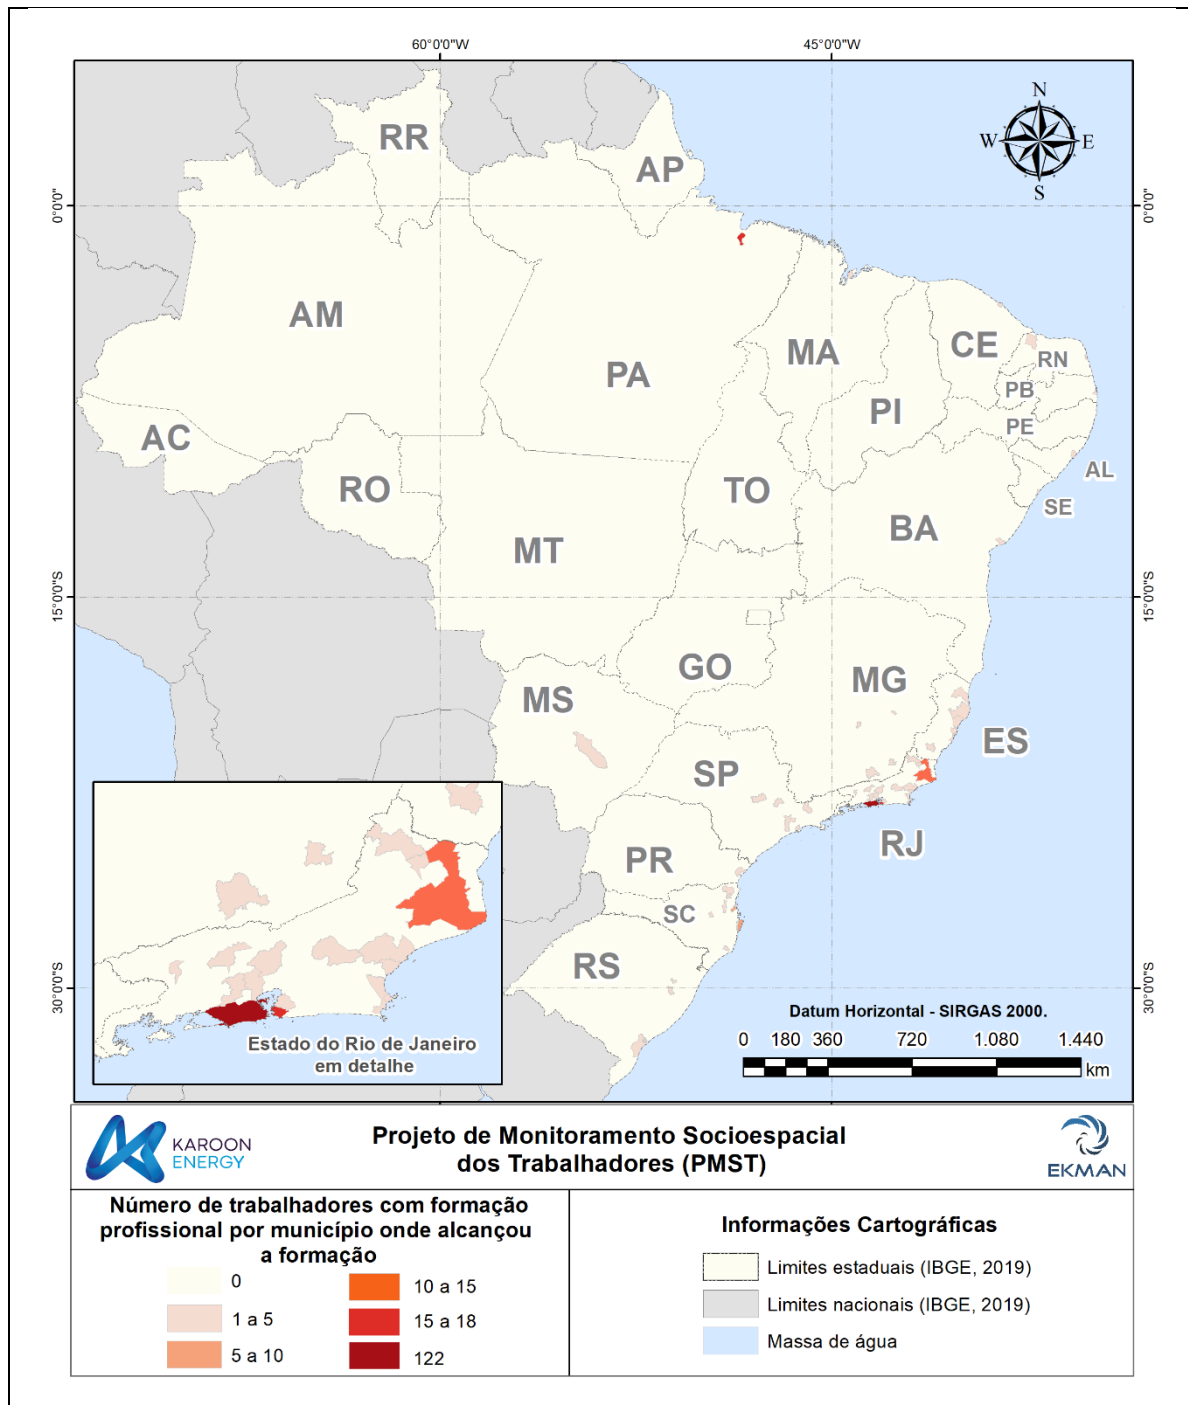 60°0'0"W
45°0'0"W
N
W
E
S
0°0'0"
0°0'0"
RR
AP
AM
PA
MA
CE
RN
PB
PE
PI
AC
RO
TO
AL
SE
BA
MT
15°0'0"S
15°0'0"S
GO
MG
MS
ES
SP
RJ
PR
SC
RS
30°0'0"S
30°0'0"S
Estado do Rio de Janeiro
em detalhe
Datum Horizontal - SIRGAS 2000.
0 180 360 720 1.080 1.440
km
KAROON
ENERGY
Projeto de Monitoramento Socioespacial
dos Trabalhadores (PMST)
EKMAN
Número de trabalhadores com formação
profissional por município onde alcançou
a formação
0
1 a 5
5 a 10
10 a 15
15 a 18
122
Informações Cartográficas
Limites estaduais (IBGE, 2019)
Limites nacionais (IBGE, 2019)
Massa de água